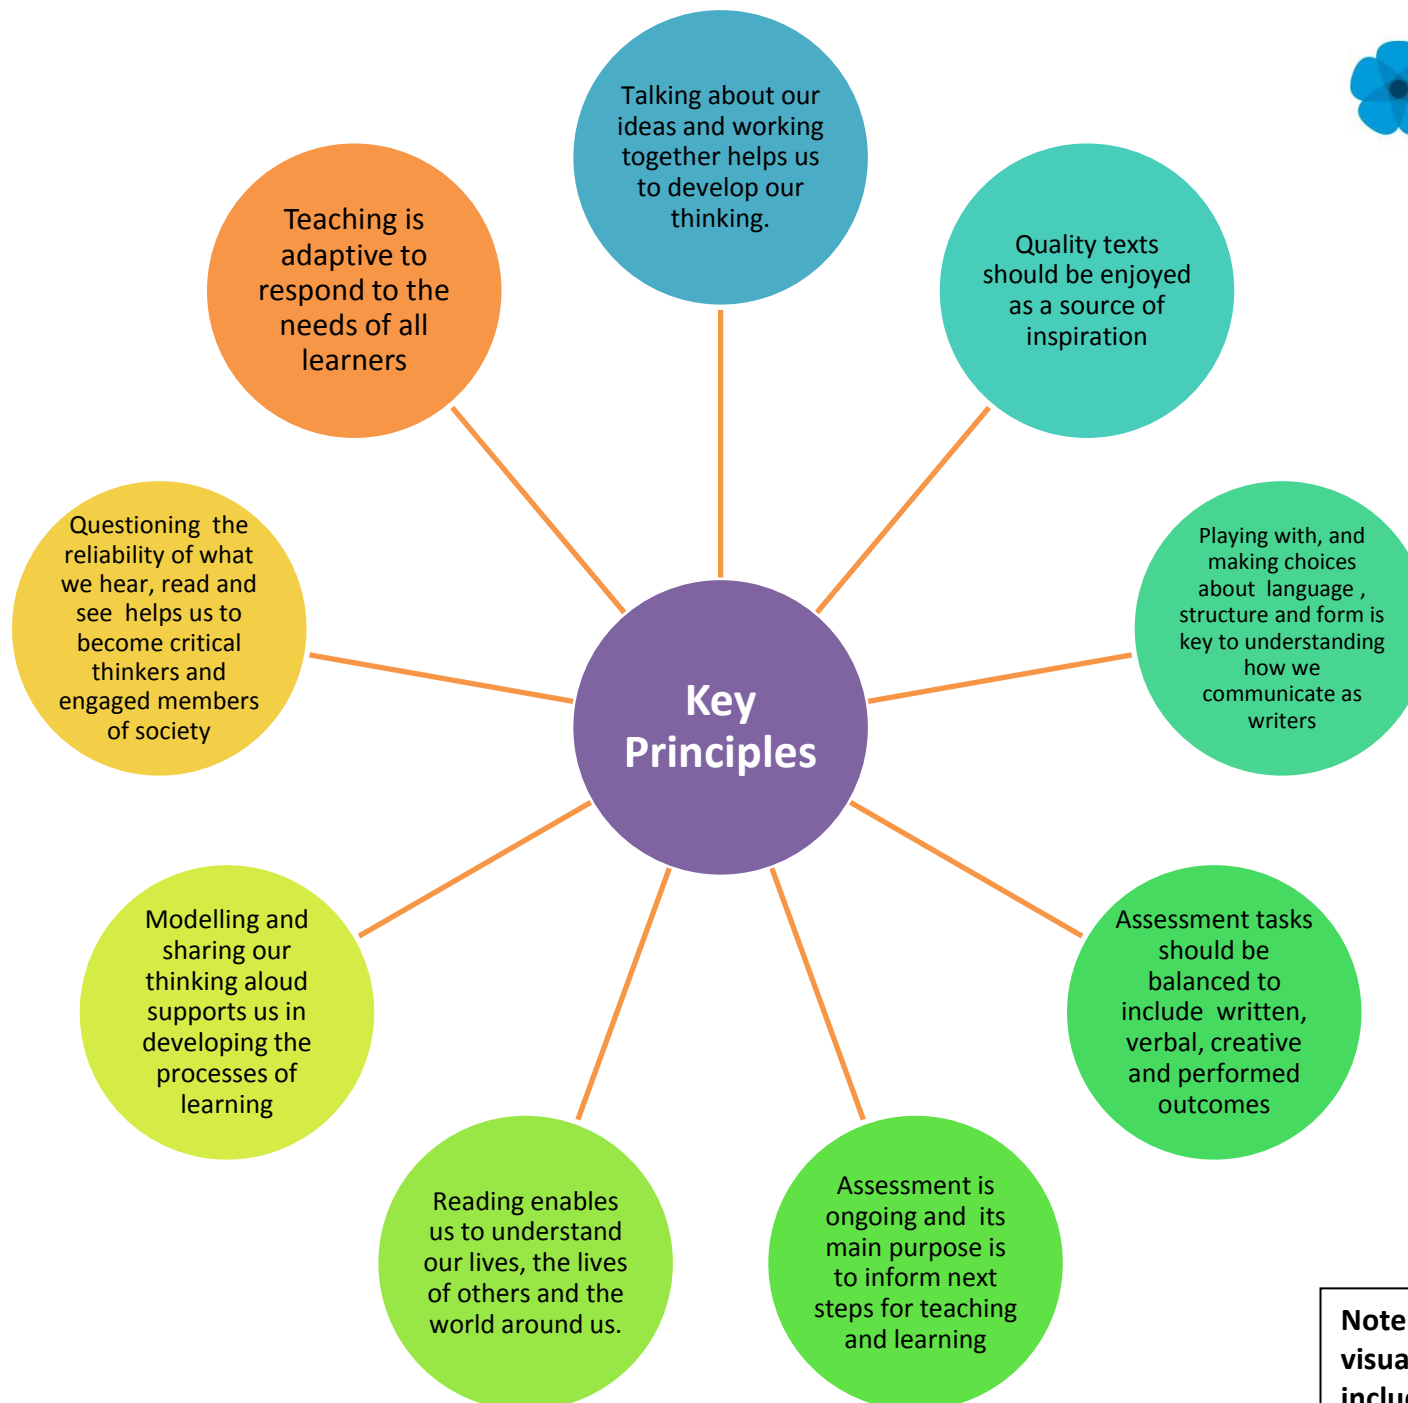 Talking about our
ideas and working
together helps us
to develop our
thinking.
Quality texts
should be enjoyed
as a source of
inspiration
Playing with, and
making choices
about language ,
structure and form is
key to understanding
how we
communicate as
writers
Assessment tasks
should be
balanced to
include written,
verbal, creative
and performed
outcomes
Assessment is
ongoing and its
main purpose is
to inform next
steps for teaching
and learning
Reading enables
us to understand
our lives, the lives
of others and the
world around us.
Modelling and
sharing our
thinking aloud
supports us in
developing the
processes of
learning
Questioning the
reliability of what
we hear, read and
see helps us to
become critical
thinkers and
engaged members
of society
Teaching is
adaptive to
respond to the
needs of all
learners
Key
Principles
Note